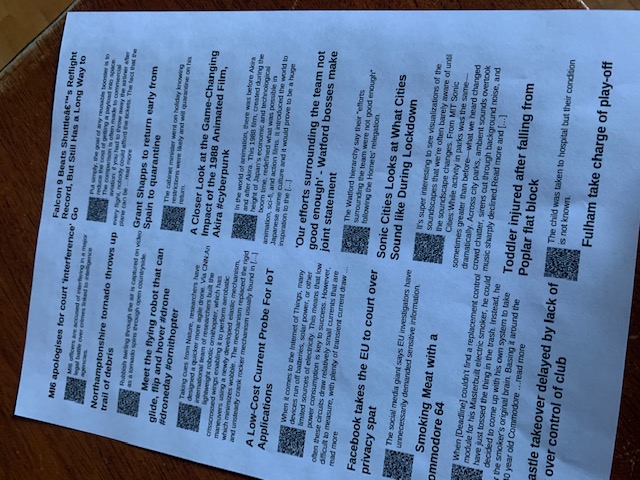 MI6 apologises for court 'interference'
MI6 officers are accused of interfering in a major
legal battle over crimes linked to intelligence
agencies.
Northamptonshire tornado throws up
trail of debris
Rubbish twirling through the air is captured on video
as a tornado spins through open countryside.
Meet the flying robot that can
glide, flip and hover #drone
#droneday #ornithopter
Taking cues from Nature, researchers have
designed a quicker more agile drone. Via CNN:An
international team of researchers built the
lightweight robotic ornithopter, which has
crisscrossed wings enabling it to perform aerobatic
maneuvers using a newly developed elastic mechanism,
which minimizes wobble. The mechanism replaced the rigid
and unsteady crank rocker mechanism usually found in [...]
A Low-Cost Current Probe For IoT
Applications
When it comes to the Internet of Things, many
devices run off batteries, solar power, or other
limited sources of electricity. This means that low
power consumption is key to success. However,
often these circuits draw relatively small currents that are
difficult to measure, with plenty of transient current draw ...
read more
Facebook takes the EU to court over
privacy spat
The social media giant says EU investigators have
unnecessarily demanded sensitive information.
Smoking Meat with a
ommodore 64
When [Deadline] couldn't find a replacement control
module for his Masterbuilt electric smoker, he could
have just tossed the thing in the trash. Instead, he
decided to come up with his own system to take
the smoker's original brain. Basing it around the
40 year old Commodore ...read more
astle takeover delayed by lack of
over control of club
Falcon 9 Beats Shuttleâ€™s Reflight
Record, But Still Has a Long Way to
Go
Put simply, the goal of any reusable booster is to
reduce the cost of getting a payload into space.
The comparison is often made to commercial
aviation: if you had to throw away the airliner after
every flight, nobody could afford the tickets. The fact that the
plane can be ...read more
Grant Shapps to return early from
Spain to quarantine
The cabinet minister went on holiday knowing
restrictions were likely and will quarantine on his
return.
A Closer Look at the Game-Changing
Impact of the 1988 Animated Film,
Akira #cyberpunk
In the world of animation, there was before Akira
and after Akira. This 1988 film, created during the
height of Japan's economic and technological
boom time, redefined what was possible in
animation, sci-fi, and action films. It introduced the world to
Japanese anime culture and it would prove to be a huge
inspiration to the [...]
'Our efforts surrounding the team not
good enough' - Watford bosses make
joint statement
The Watford hierarchy say their "efforts
surrounding the team were not good enough"
following the Hornets' relegation.
Sonic Cities Looks at What Cities
Sound like During Lockdown
It's super interesting to see visualizations of the
soundscapes that we're often barely aware of until
the soundscape changes. From MIT Sonic
Cities:While activity in parks was the same—
sometimes greater than before—what we heard changed
dramatically. Across city parks, ambient sounds overtook
crowd chatter, sirens cut through background noise, and
music sharply declined.Read more and [...]
Toddler injured after falling from
Poplar flat block
The child was taken to hospital but their condition
is not known.
Fulham take charge of play-off